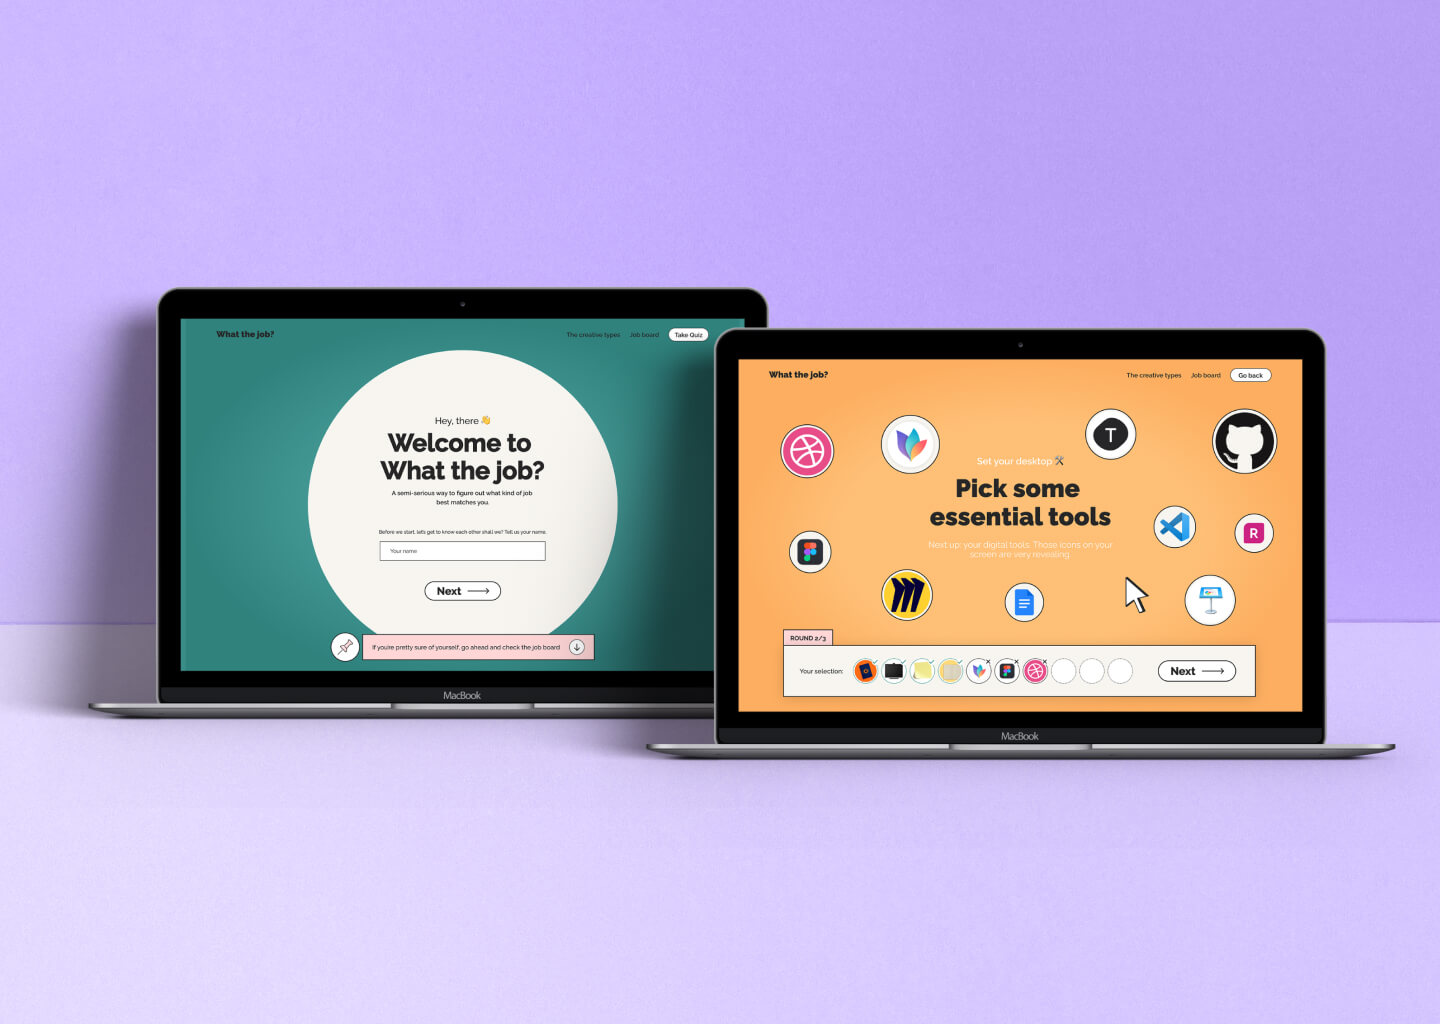 What the job?
The creative types
Job board
Take Quiz
Hey, there 👋
Welcome to
What the job?
A semi-serious way to figure out what kind of job
best matches you.
Before we start, let's get to know each other shall we? Tell us your name.
Your name
Next
If you're pretty sure of yourself, go ahead and check the job board
MacBook
What the job?
The creative types
Job board
Go back
T
Set your desktop 🛠
Pick some
essential tools
Next up: your digital tools. Those icons on your
screen are very revealing.
R
ROUND 2/3
Your selection:
Next
MacBook